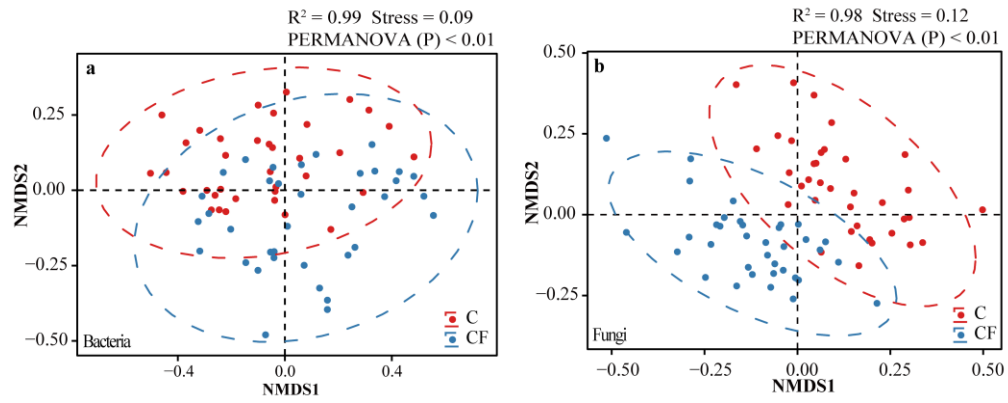 R² = 0.99 Stress = 0.09
PERMANOVA (P) < 0.01
a
NMDS2
0.25
0.00
−0.25
−0.50
Bacteria
C
CF
−0.4
0.0
0.4
NMDS1
R² = 0.98 Stress = 0.12
PERMANOVA (P) < 0.01
b
NMDS2
0.50
0.25
0.00
−0.25
Fungi
C
CF
−0.50
−0.25
0.00
0.25
0.50
NMDS1